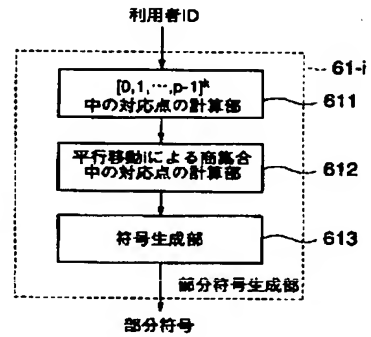 利用者ID
61-i
[0,1,…,p-1]^k
中の対応点の計算部
611
平行移動iによる商集合
中の対応点の計算部
612
符号生成部
613
部分符号生成部
部分符号